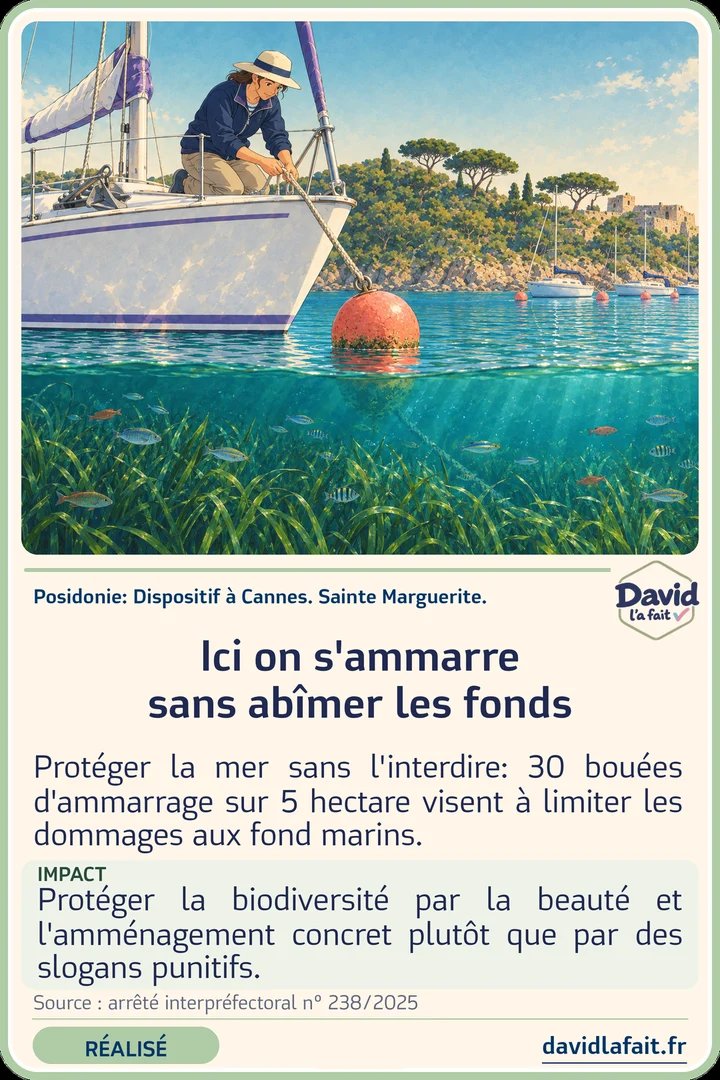 Posidonie: Dispositif à Cannes. Sainte Marguerite.
David
l'a fait
Ici on s'ammarre
sans abîmer les fonds
Protéger la mer sans l'interdire: 30 bouées
d'ammarrage sur 5 hectare visent à limiter les
dommages aux fond marins.
IMPACT
Protéger la biodiversité par la beauté et
l'amménagement concret plutôt que par des
slogans punitifs.
Source : arrêté interpréfectoral nº 238/2025
RÉALISÉ
davidlafait.fr